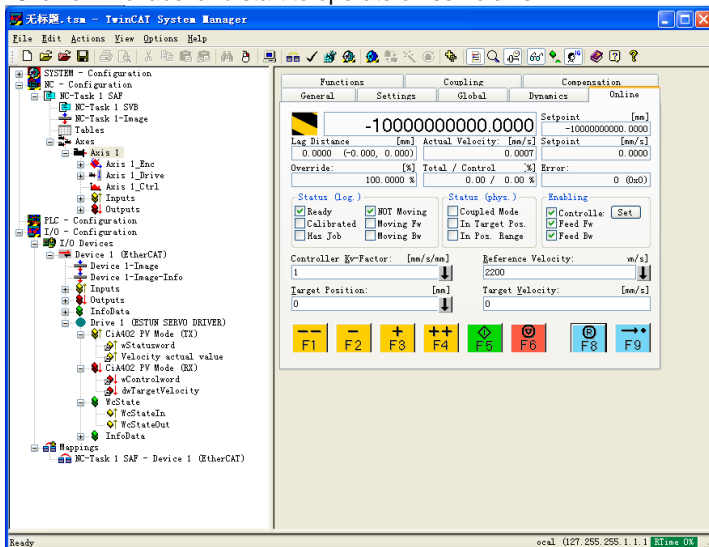 无标题.tsm - TwinCAT System Manager
File Edit Actions View Options Help
SYSTEM - Configuration
NC - Configuration
NC-Task 1 SAF
NC-Task 1 SVB
NC-Task 1-Image
Tables
Axes
Axis 1
Axis 1_Enc
Axis 1_Drive
Axis 1_Ctrl
Inputs
Outputs
PLC - Configuration
I/O - Configuration
I/O Devices
Device 1 (EtherCAT)
Device 1-Image
Device 1-Image-Info
Inputs
Outputs
InfoData
Drive 1 (ESTUN SERVO DRIVER)
CiA402 PV Mode (TX)
wStatusword
Velocity actual value
CiA402 PV Mode (RX)
wControlword
dwTargetVelocity
WcState
WcStateIn
WcStateOut
InfoData
Mappings
NC-Task 1 SAF - Device 1 (EtherCAT)
Functions Coupling Compensation
General Settings Global Dynamics Online
-10000000000.0000
Setpoint [mm]
-10000000000.0000
Lag Distance [mm] Actual Velocity: [mm/s] Setpoint [mm/s]
0.0000 (-0.000, 0.000) 0.0007 0.0000
Override: [%] Total / Control [%] Error:
100.0000 % 0.00 / 0.00 % 0 (0x0)
Status (log.) Status (phys.) Enabling
Ready NOT Moving Coupled Mode Controlle: Set
Calibrated Moving Fw In Target Pos. Feed Fw
Has Job Moving Bw In Pos. Range Feed Bw
Controller Kv-Factor: [mm/s/mm] Reference Velocity: m/s]
1 2200
Target Position: [mm] Target Velocity: [mm/s]
0 0
-- - + ++ R
F1 F2 F3 F4 F5 F6 F8 F9
Ready ocal (127.255.255.1.1.1 RTime 0%